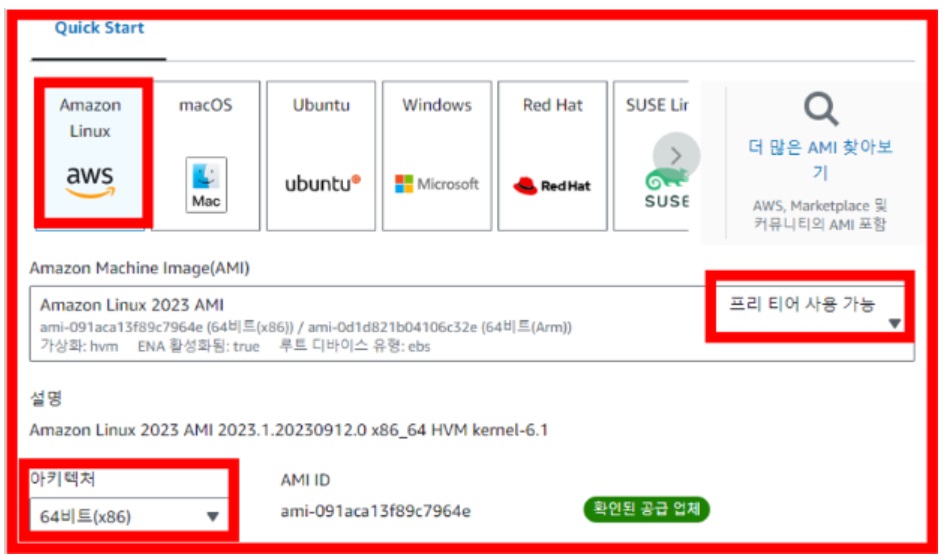 Quick Start
Amazon
Linux
aws
macOS
Mac
Ubuntu
ubuntu
Windows
Microsoft
Red Hat
Red Hat
SUSE Lir
SUSE
더 많은 AMI 찾아보
기
AWS, Marketplace 및
커뮤니티의 AMI 포함
Amazon Machine Image(AMI)
Amazon Linux 2023 AMI
프리 티어 사용 가능
ami-091aca13f89c7964e (64비트(x86)) / ami-0d1d821b04106c32e (64비트(Arm))
가상화: hvm ENA 활성화됨: true 루트 디바이스 유형: ebs
설명
Amazon Linux 2023 AMI 2023.1.20230912.0 x86_64 HVM kernel-6.1
아키텍처
64비트(x86)
AMI ID
ami-091aca13f89c7964e
확인된 공급 업체